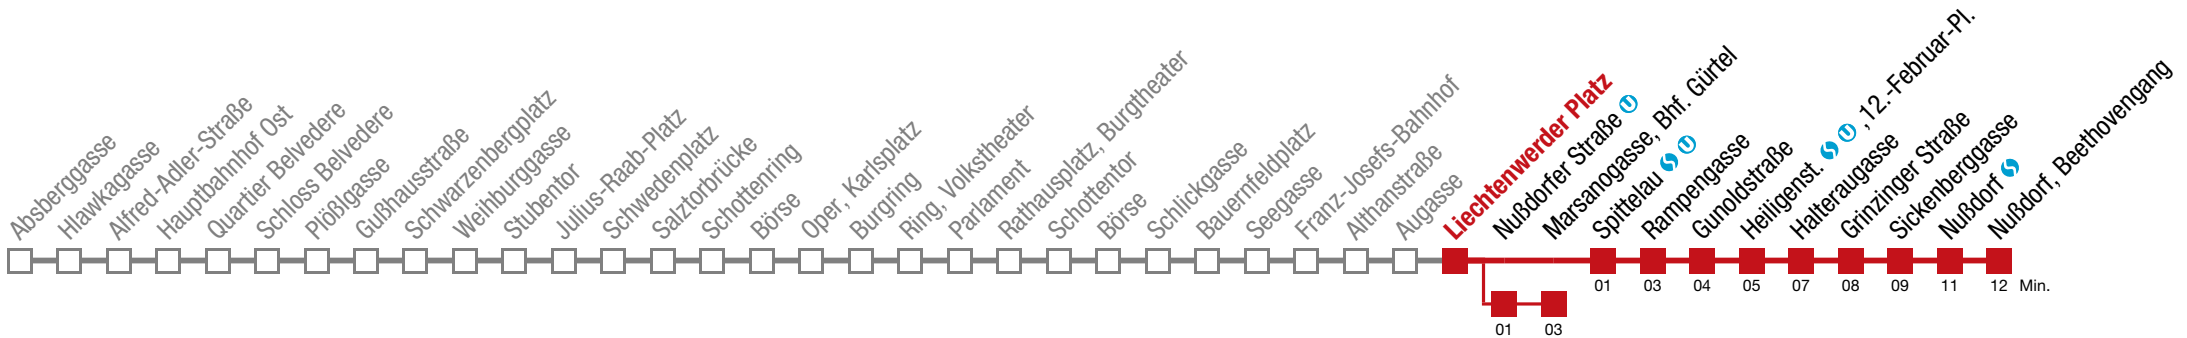 Absberggasse
Hlawkagasse
Alfred-Adler-Straße
Hauptbahnhof Ost
Quartier Belvedere
Schloss Belvedere
Plößlgasse
Gußhausstraße
Schwarzenbergplatz
Weihburggasse
Stubentor
Julius-Raab-Platz
Schwedenplatz
Salztorbrücke
Schottenring
Börse
Oper, Karlsplatz
Burgring
Ring, Volkstheater
Parlament
Rathausplatz, Burgtheater
Schottentor
Börse
Schlickgasse
Bauernfeldplatz
Seegasse
Franz-Josefs-Bahnhof
Althanstraße
Augasse
Liechtenwerder Platz
Nußdorfer Straße U
Marsanogasse, Bhf. Gürtel
Spittelau S U
Rampengasse
Gunoldstraße
Heiligenst. S U , 12.-Februar-Pl.
Halteraugasse
Grinzinger Straße
Sickenberggasse
Nußdorf S
Nußdorf, Beethovengang
01 03 04 05 07 08 09 11 12 Min.
01 03